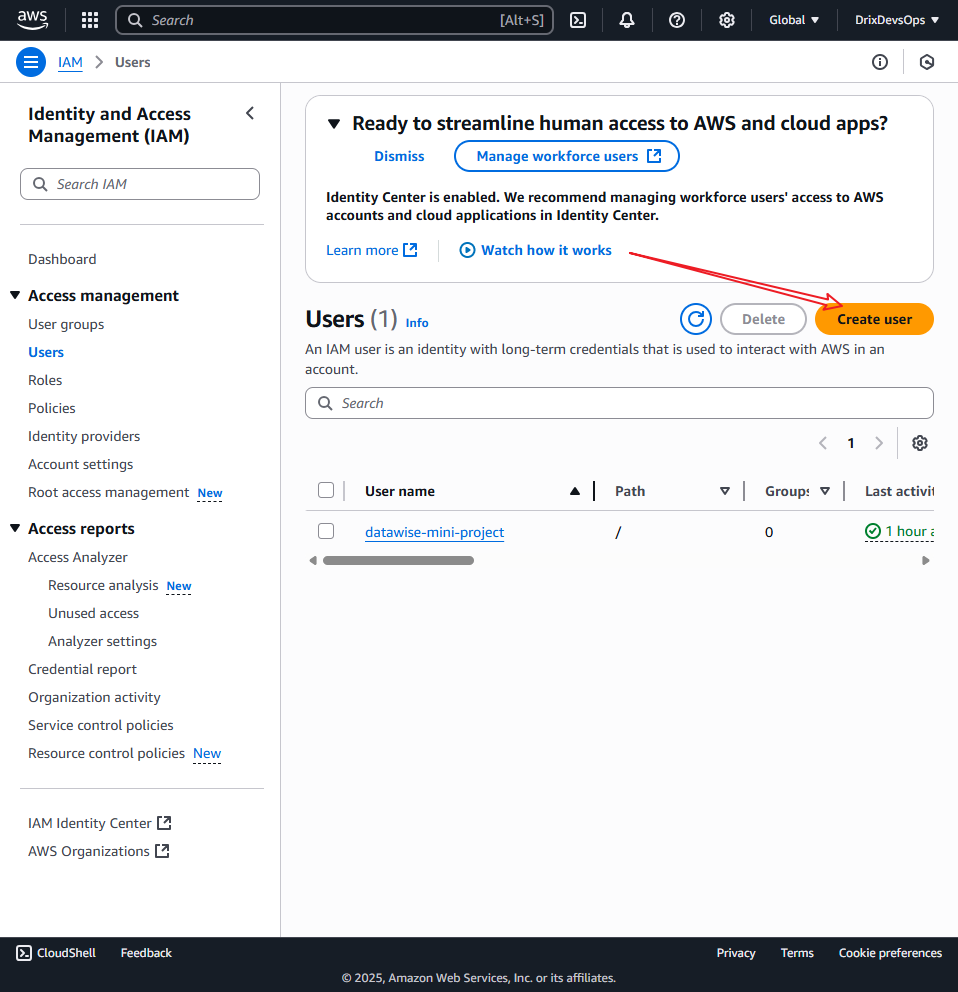 aws
Search [Alt+S]
Global
DrixDevsOps
IAM
Users
Identity and Access
Management (IAM)
Search IAM
Dashboard
Access management
User groups
Users
Roles
Policies
Identity providers
Account settings
Root access management New
Access reports
Access Analyzer
Resource analysis New
Unused access
Analyzer settings
Credential report
Organization activity
Service control policies
Resource control policies New
IAM Identity Center
AWS Organizations
Ready to streamline human access to AWS and cloud apps?
Dismiss
Manage workforce users
Identity Center is enabled. We recommend managing workforce users' access to AWS
accounts and cloud applications in Identity Center.
Learn more
Watch how it works
Users (1) Info
Delete
Create user
An IAM user is an identity with long-term credentials that is used to interact with AWS in an
account.
Search
1
User name Path Groups Last activit
datawise-mini-project / 0 1 hour a
CloudShell Feedback Privacy Terms Cookie preferences
© 2025, Amazon Web Services, Inc. or its affiliates.